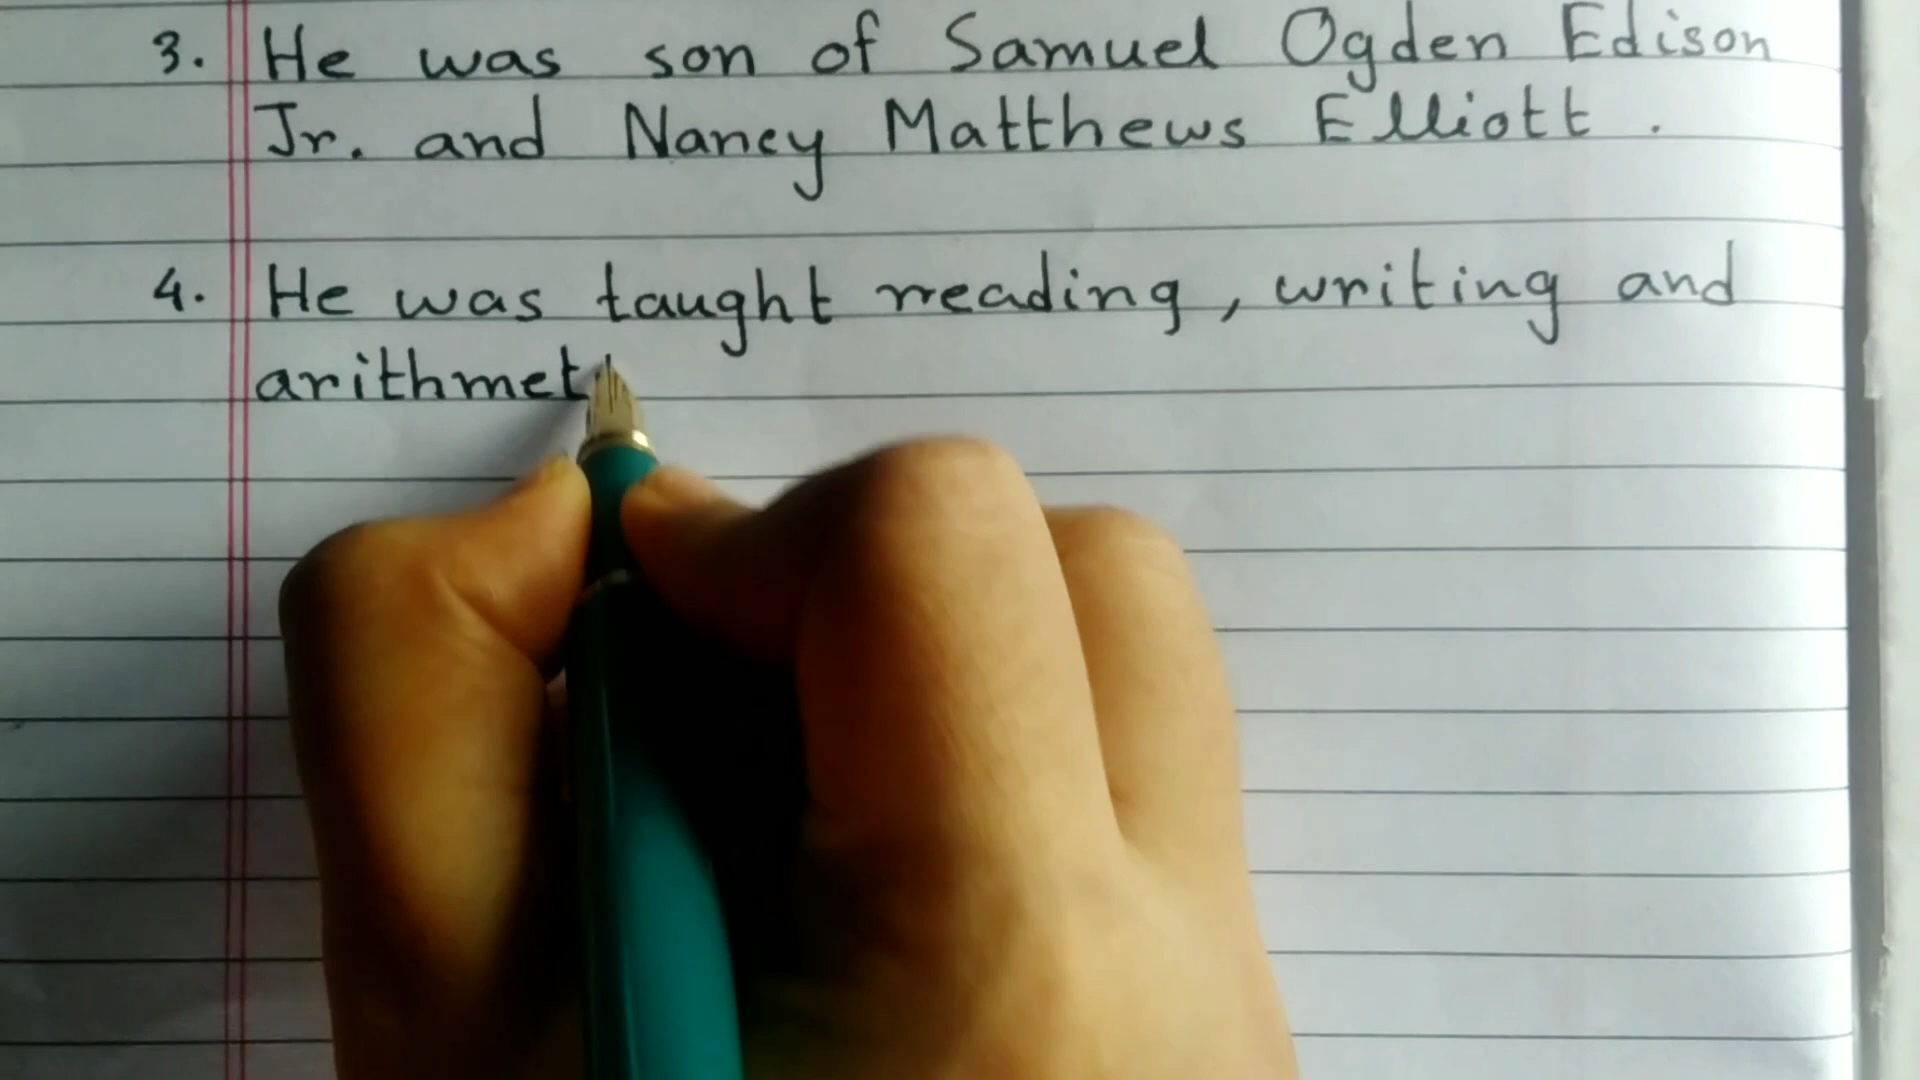 3. He was son of Samuel Ogden Edison
Jr. and Nancy Matthews Elliott .
4. He was taught reading, writing and
arithmet